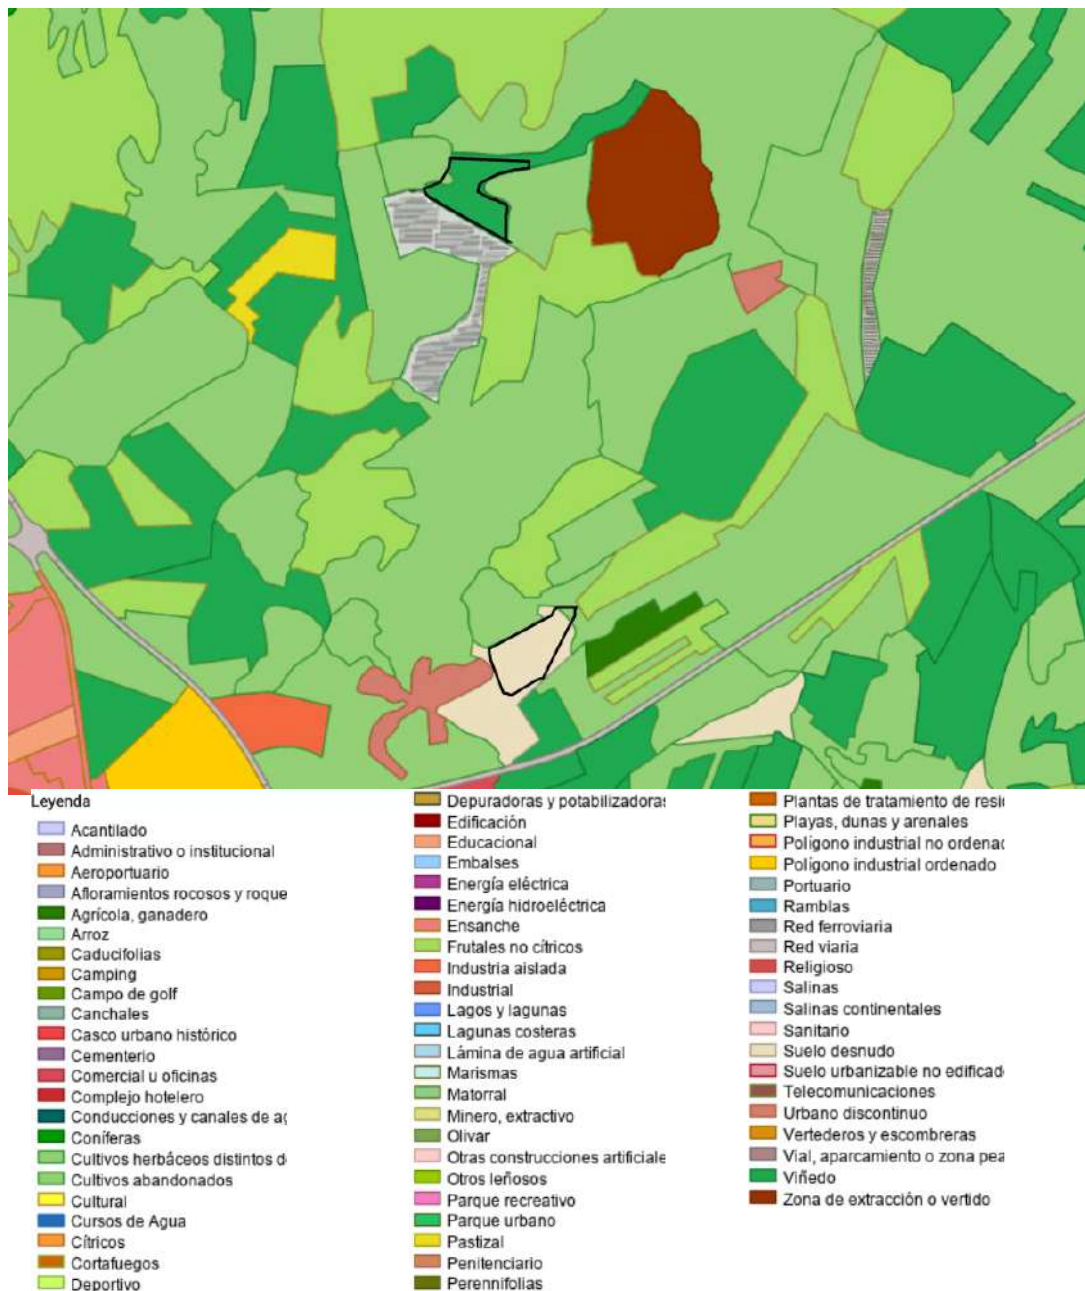 Leyenda
Acantilado
Administrativo o institucional
Aeroportuario
Afloramientos rocosos y roque
Agrícola, ganadero
Arroz
Caducifolias
Camping
Campo de golf
Canchales
Casco urbano histórico
Cementerio
Comercial u oficinas
Complejo hotelero
Conducciones y canales de aç
Coníferas
Cultivos herbáceos distintos d
Cultivos abandonados
Cultural
Cursos de Agua
Cítricos
Cortafuegos
Deportivo
Depuradoras y potabilizadoras
Edificación
Educacional
Embalses
Energía eléctrica
Energía hidroeléctrica
Ensanche
Frutales no cítricos
Industria aislada
Industrial
Lagos y lagunas
Lagunas costeras
Lámina de agua artificial
Marismas
Matorral
Minero, extractivo
Olivar
Otras construcciones artificiale
Otros leñosos
Parque recreativo
Parque urbano
Pastizal
Penitenciario
Perennifolias
Plantas de tratamiento de resi
Playas, dunas y arenales
Polígono industrial no ordena
Polígono industrial ordenado
Portuario
Ramblas
Red ferroviaria
Red viaria
Religioso
Salinas
Salinas continentales
Sanitario
Suelo desnudo
Suelo urbanizable no edificad
Telecomunicaciones
Urbano discontinuo
Vertederos y escombreras
Vial, aparcamiento o zona pea
Viñedo
Zona de extracción o vertido